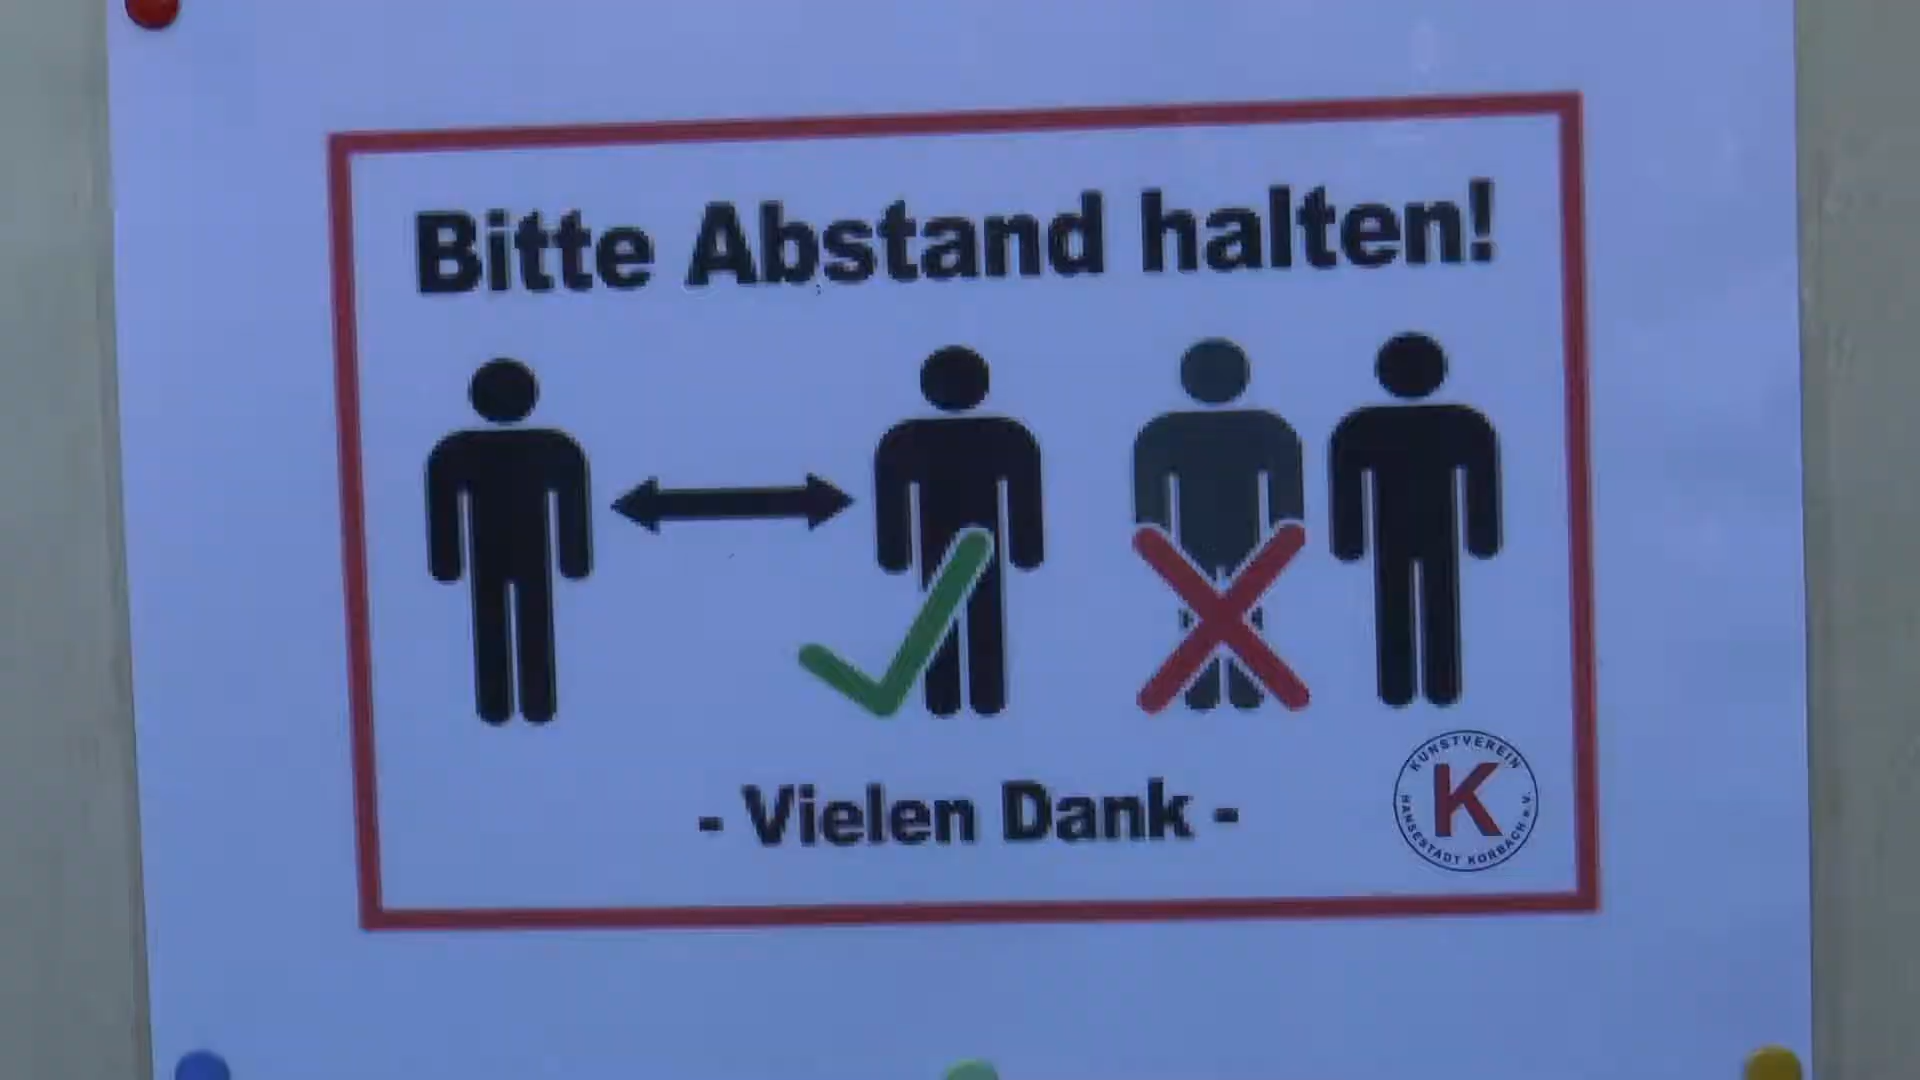 Bitte Abstand halten!
- Vielen Dank -
KUNSTVEREIN
K
HANSESTADT KORBACH e.V.